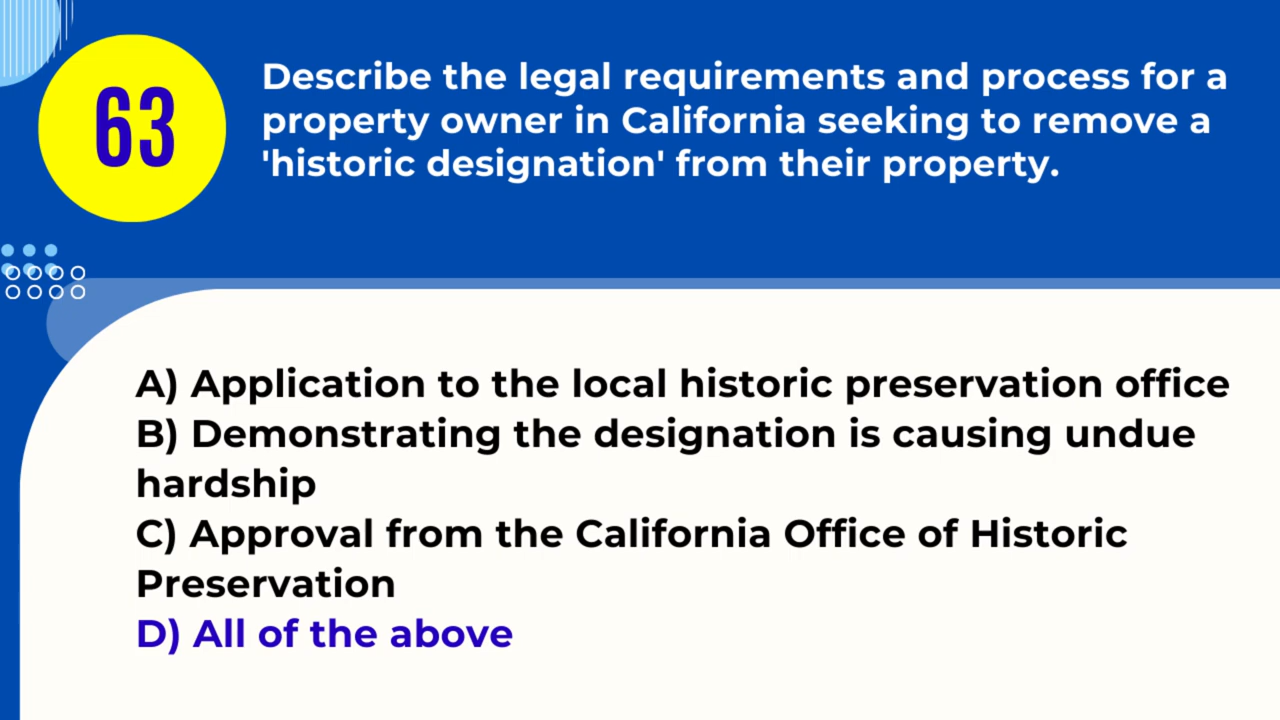 63
Describe the legal requirements and process for a
property owner in California seeking to remove a
'historic designation' from their property.
A) Application to the local historic preservation office
B) Demonstrating the designation is causing undue
hardship
C) Approval from the California Office of Historic
Preservation
D) All of the above